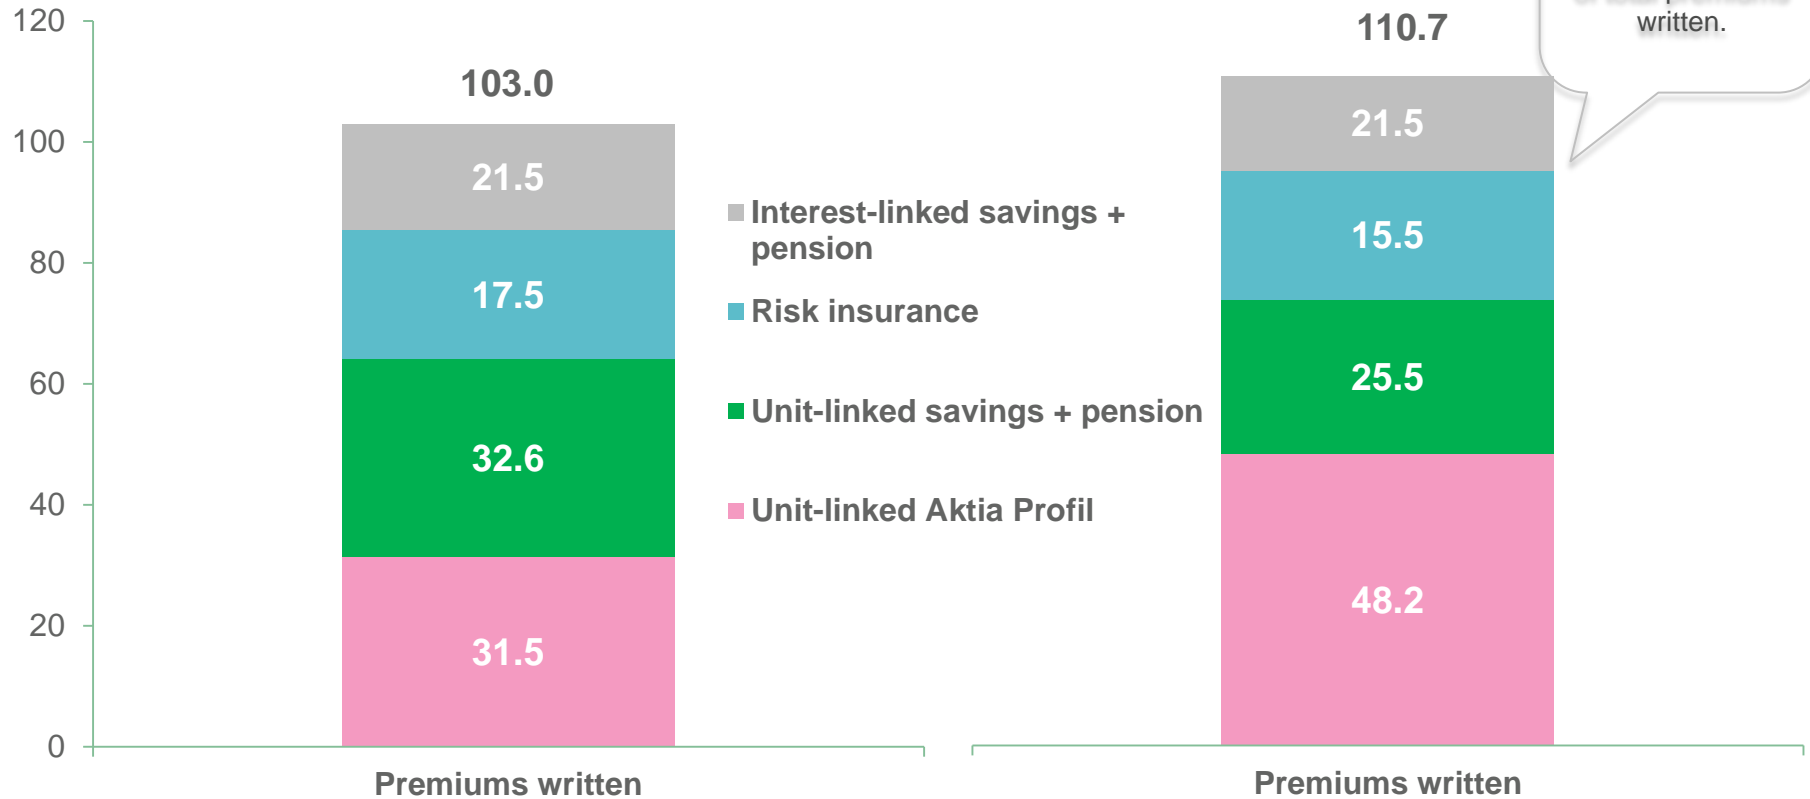 written.
120
100
80
60
40
20
0
103.0
21.5
17.5
32.6
31.5
Premiums written
Interest-linked savings +
pension
Risk insurance
Unit-linked savings + pension
Unit-linked Aktia Profil
110.7
21.5
15.5
25.5
48.2
Premiums written